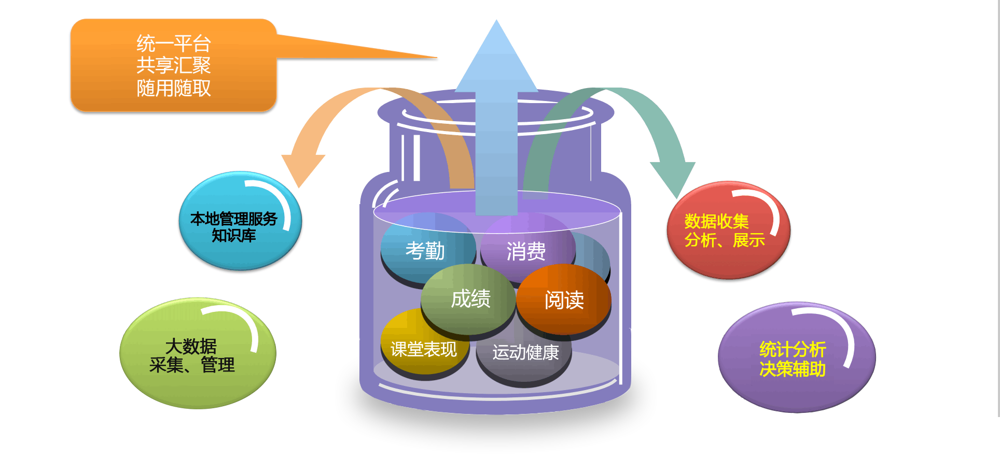 统一平台
共享汇聚
随用随取
本地管理服务
知识库
数据收集
分析、展示
考勤
消费
成绩
阅读
课堂表现
运动健康
大数据
采集、管理
统计分析
决策辅助